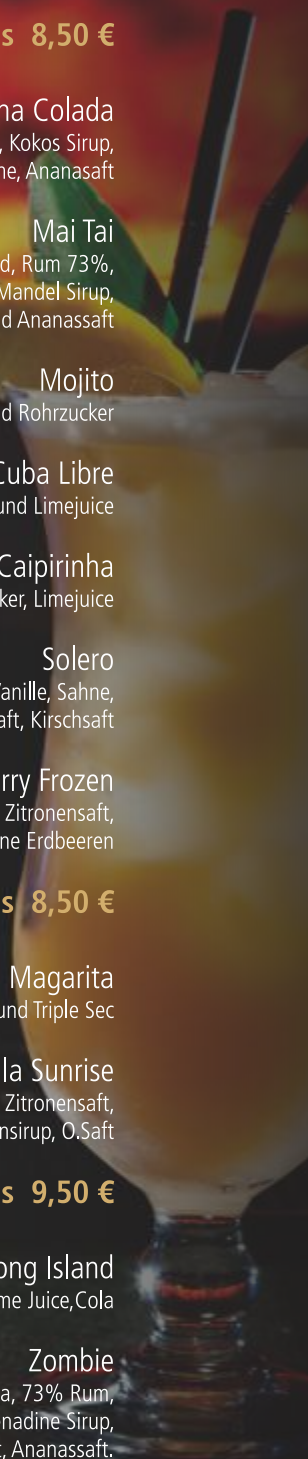 s 8,50 €
na Colada
, Kokos Sirup,
ne, Ananasaft
Mai Tai
d, Rum 73%,
Mandel Sirup,
d Ananassaft
Mojito
d Rohrzucker
Cuba Libre
und Limejuice
Caipirinha
ker, Limejuice
Solero
Vanille, Sahne,
aft, Kirschsaft
rry Frozen
Zitronensaft,
ne Erdbeeren
s 8,50 €
Magarita
und Triple Sec
la Sunrise
Zitronensaft,
nsirup, O.Saft
s 9,50 €
ong Island
me Juice,Cola
Zombie
a, 73% Rum,
enadine Sirup,
t, Ananassaft.